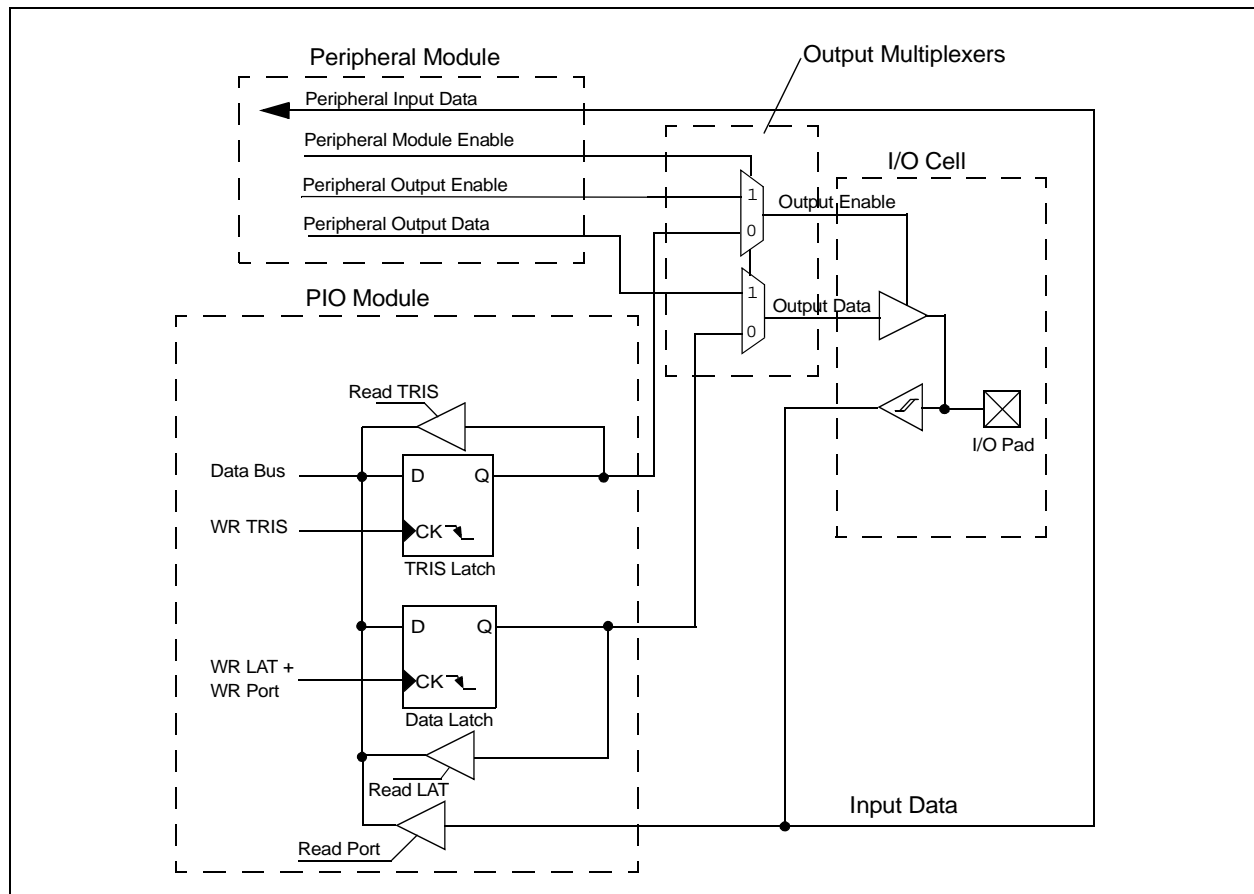 Peripheral Module
Output Multiplexers
Peripheral Input Data
Peripheral Module Enable
I/O Cell
Peripheral Output Enable
1
Output Enable
Peripheral Output Data
0
PIO Module
1
Output Data
0
Read TRIS
I/O Pad
Data Bus
D
Q
WR TRIS
CK
TRIS Latch
D
Q
WR LAT +
WR Port
CK
Data Latch
Read LAT
Input Data
Read Port